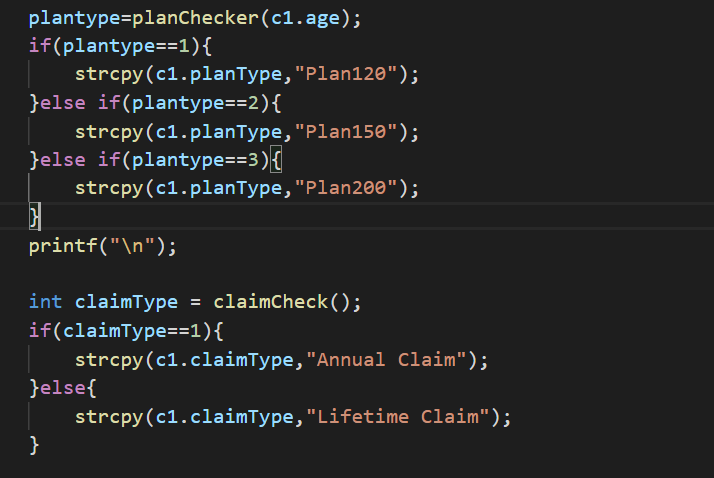 plantype=planChecker(c1.age);
if(plantype==1){
    strcpy(c1.planType,"Plan120");
}else if(plantype==2){
    strcpy(c1.planType,"Plan150");
}else if(plantype==3){
    strcpy(c1.planType,"Plan200");
}
printf("\n");

int claimType = claimCheck();
if(claimType==1){
    strcpy(c1.claimType,"Annual Claim");
}else{
    strcpy(c1.claimType,"Lifetime Claim");
}